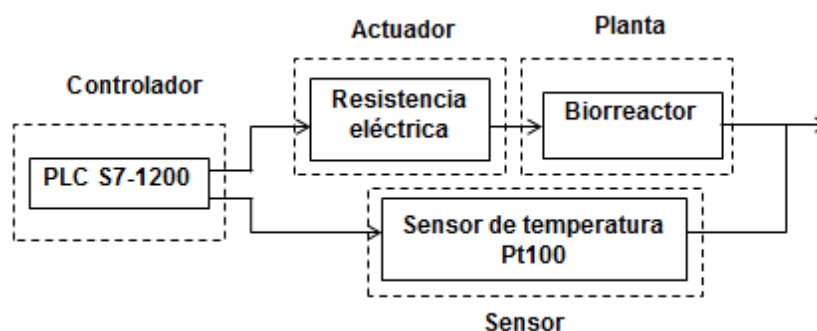 Actuador
Planta
Controlador
Resistencia
eléctrica
Biorreactor
PLC S7-1200
Sensor de temperatura
Pt100
Sensor